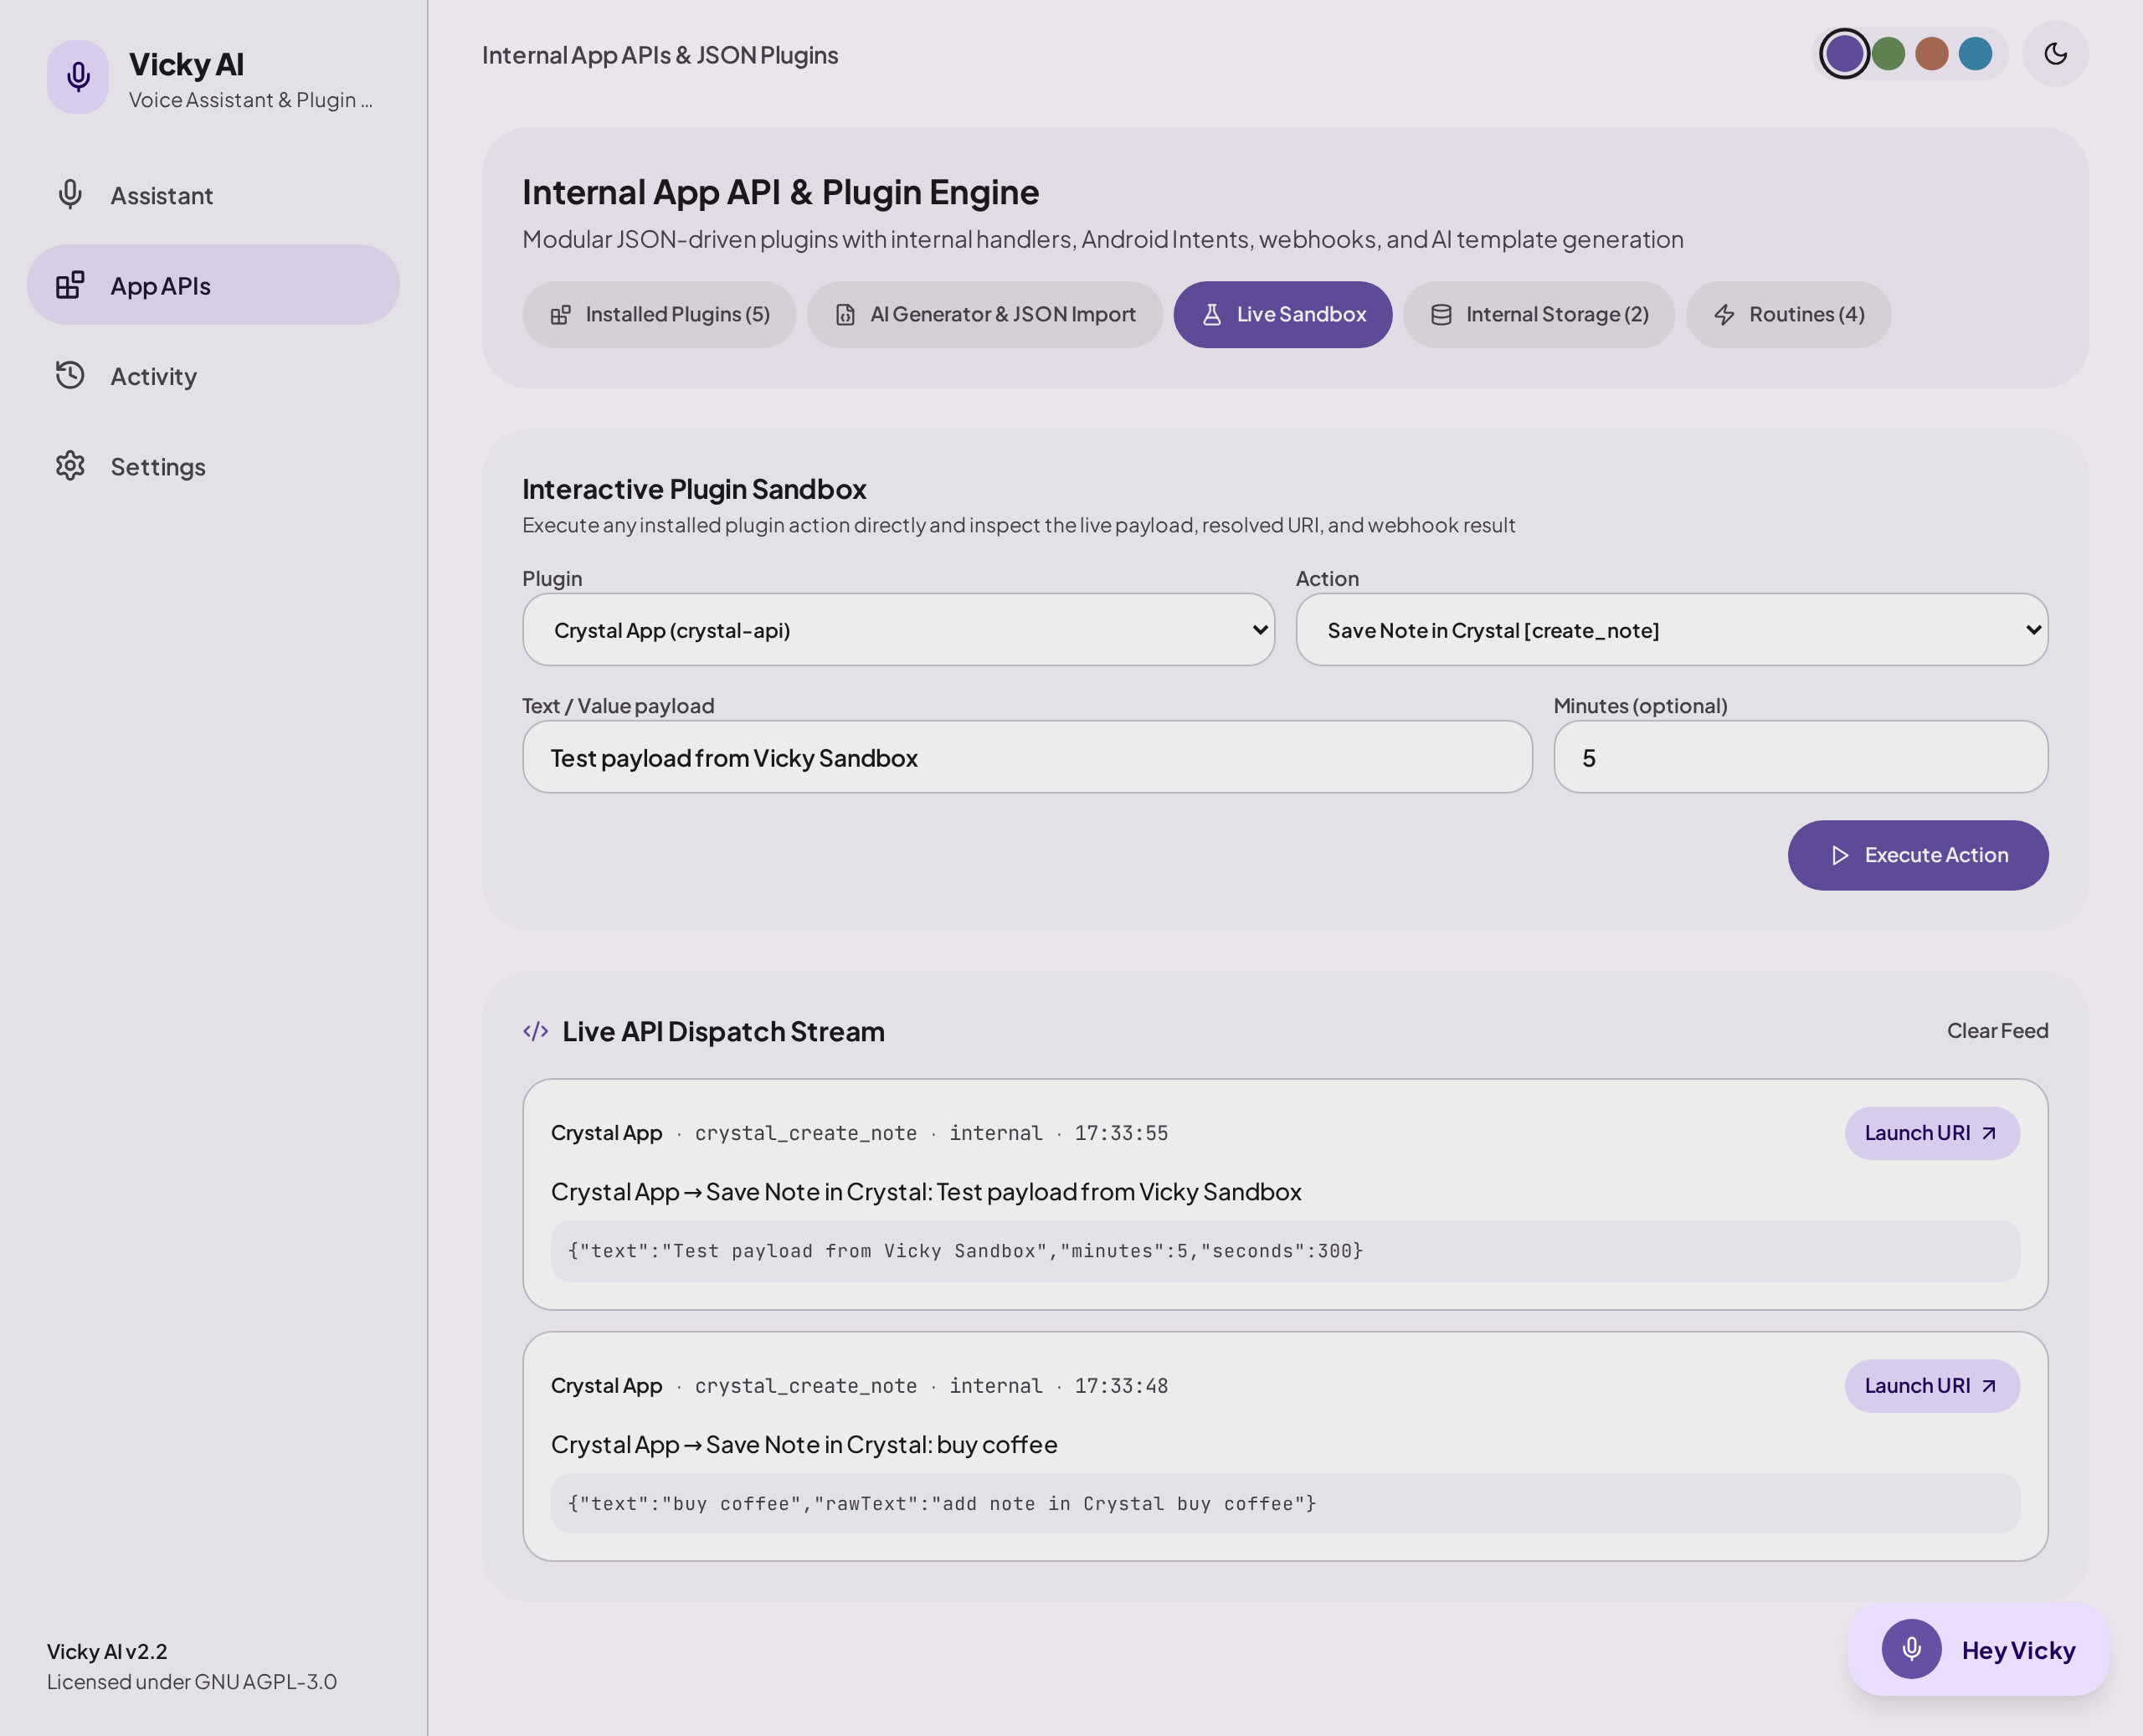 Vicky AI
Voice Assistant & Plugin ...
Assistant
App APIs
Activity
Settings
Vicky AI v2.2
Licensed under GNU AGPL-3.0
Internal App APIs & JSON Plugins
Internal App API & Plugin Engine
Modular JSON-driven plugins with internal handlers, Android Intents, webhooks, and AI template generation
Installed Plugins (5)
AI Generator & JSON Import
Live Sandbox
Internal Storage (2)
Routines (4)
Interactive Plugin Sandbox
Execute any installed plugin action directly and inspect the live payload, resolved URI, and webhook result
Plugin
Action
Crystal App (crystal-api)
Save Note in Crystal [create_note]
Text / Value payload
Minutes (optional)
Test payload from Vicky Sandbox
5
Execute Action
Live API Dispatch Stream
Clear Feed
Crystal App · crystal_create_note · internal · 17:33:55
Launch URI
Crystal App → Save Note in Crystal: Test payload from Vicky Sandbox
{"text":"Test payload from Vicky Sandbox","minutes":5,"seconds":300}
Crystal App · crystal_create_note · internal · 17:33:48
Launch URI
Crystal App → Save Note in Crystal: buy coffee
{"text":"buy coffee","rawText":"add note in Crystal buy coffee"}
Hey Vicky